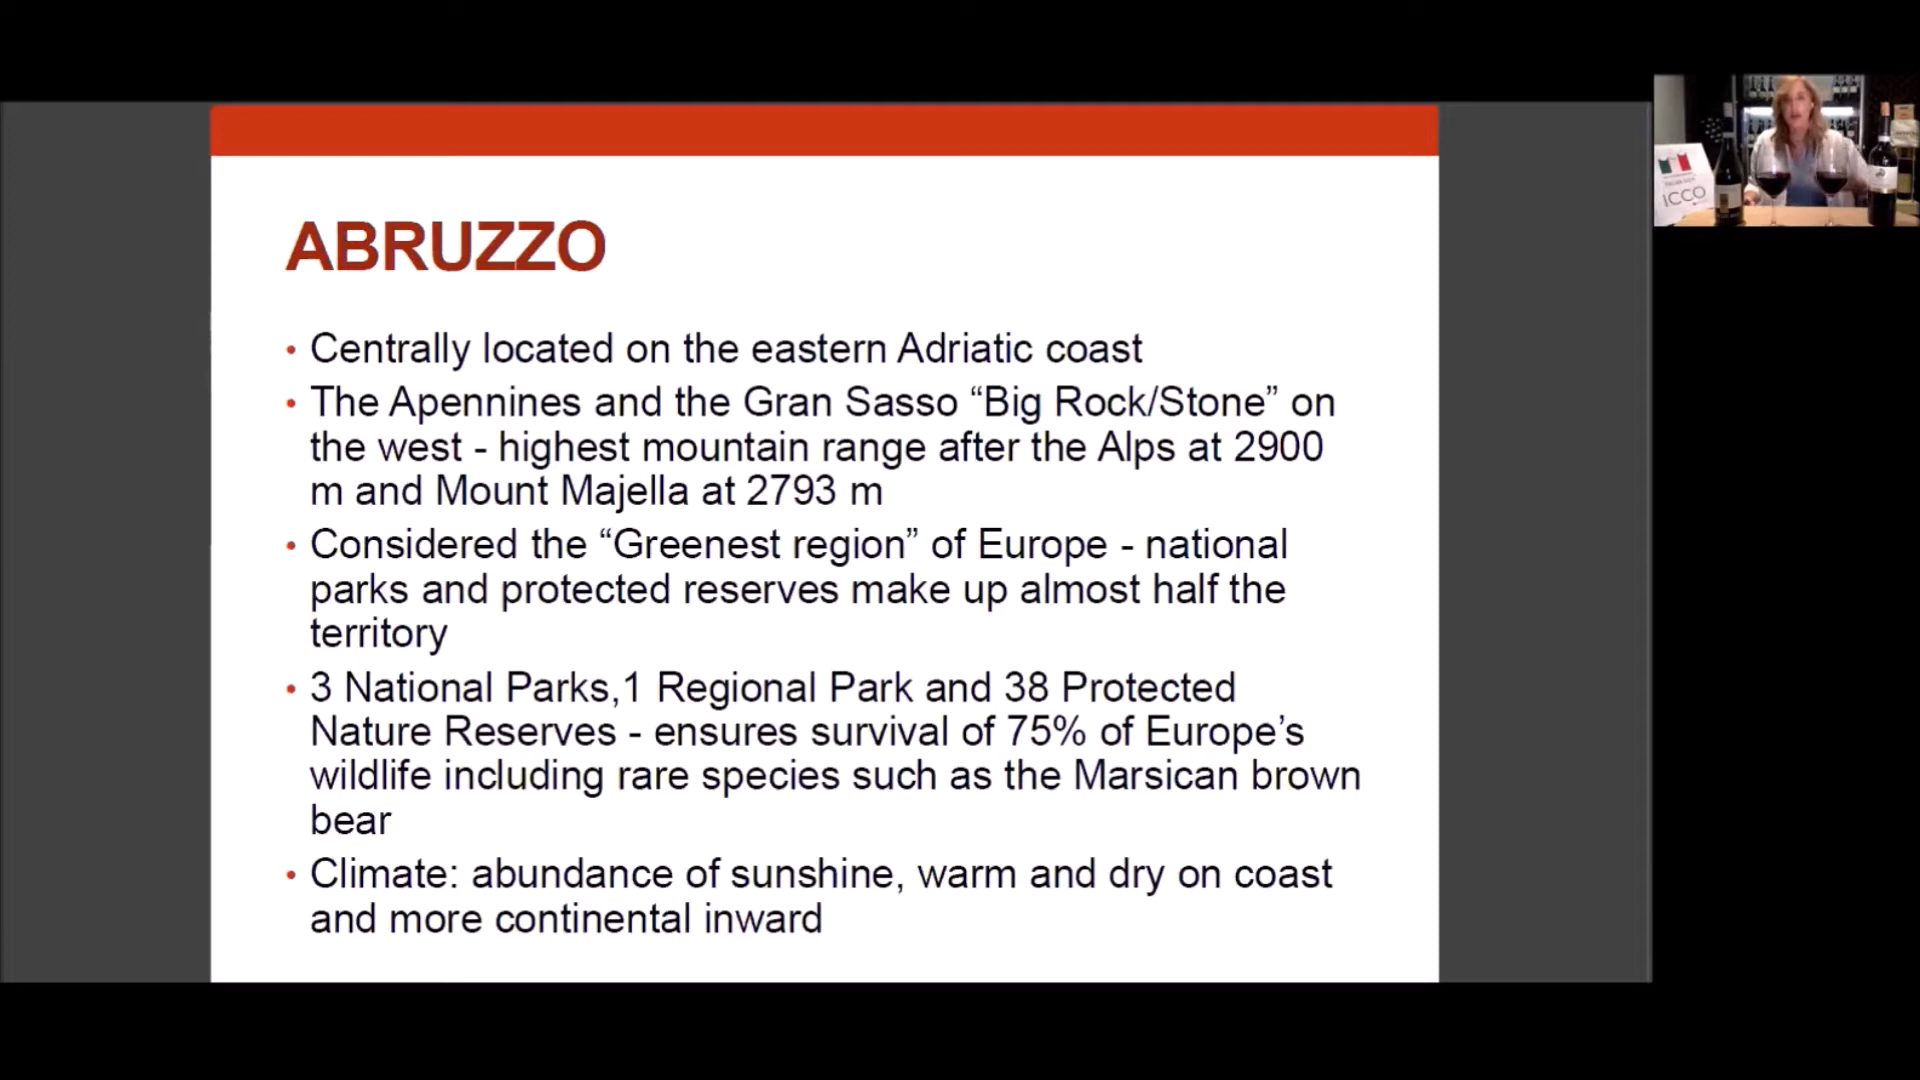 ABRUZZO
• Centrally located on the eastern Adriatic coast
• The Apennines and the Gran Sasso “Big Rock/Stone” on
the west - highest mountain range after the Alps at 2900
m and Mount Majella at 2793 m
• Considered the “Greenest region” of Europe - national
parks and protected reserves make up almost half the
territory
• 3 National Parks,1 Regional Park and 38 Protected
Nature Reserves - ensures survival of 75% of Europe’s
wildlife including rare species such as the Marsican brown
bear
• Climate: abundance of sunshine, warm and dry on coast
and more continental inward
ICCO